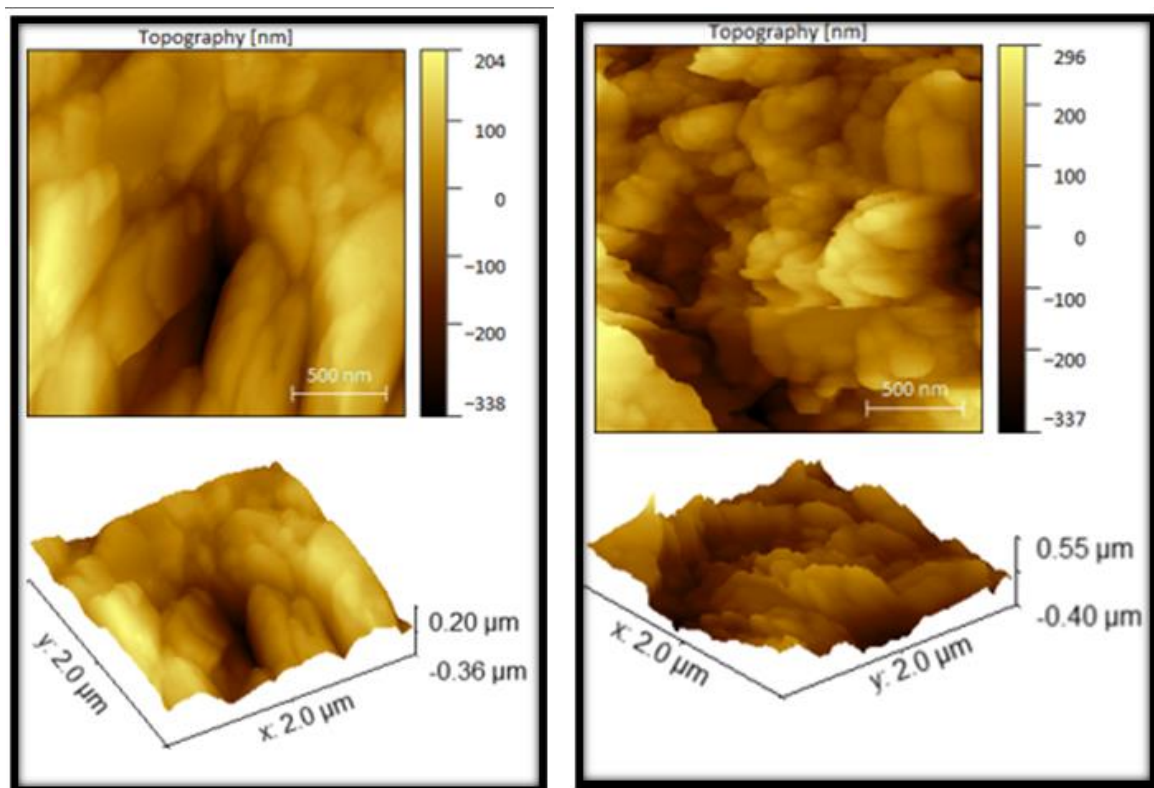 Topography [nm]
204
100
0
−100
−200
−338
500 nm
0.20 µm
-0.36 µm
y: 2.0 µm
x: 2.0 µm
Topography [nm]
296
200
100
0
−100
−200
−337
500 nm
0.55 µm
-0.40 µm
x: 2.0 µm
y: 2.0 µm